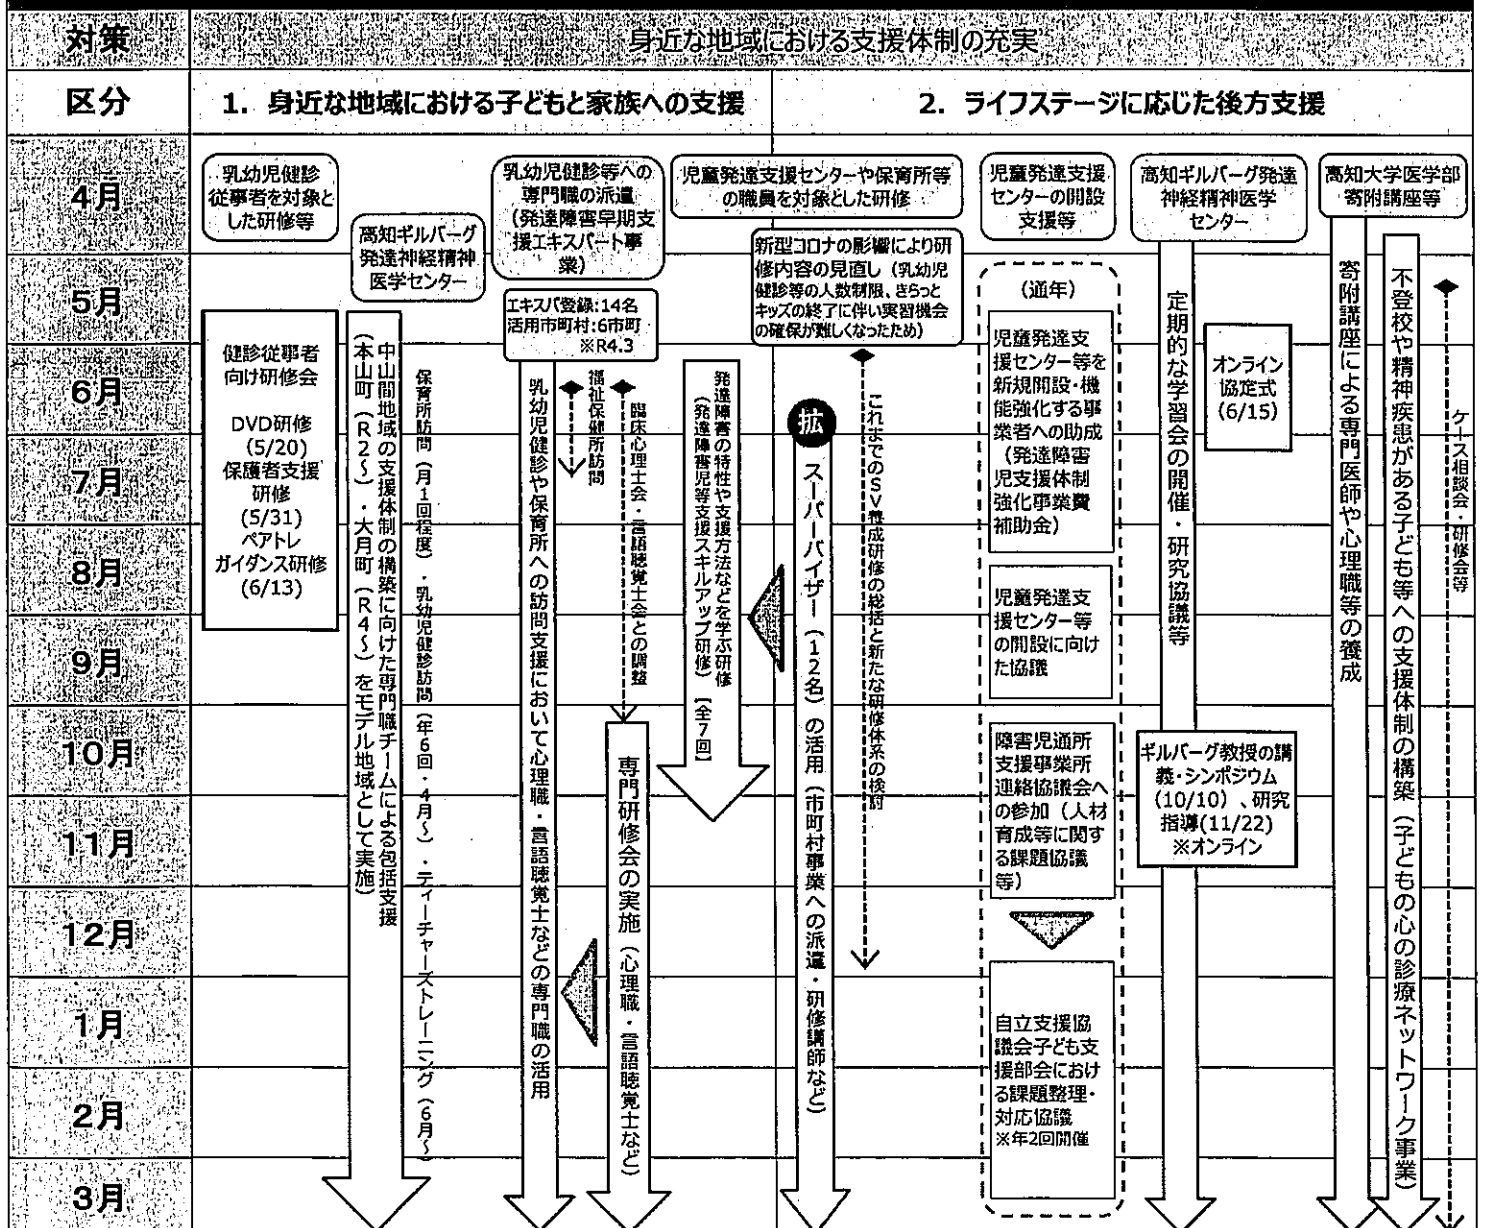 対策
身近な地域における支援体制の充実
区分
1. 身近な地域における子どもと家族への支援
2. ライフステージに応じた後方支援
4月
5月
6月
7月
8月
9月
10月
11月
12月
1月
2月
3月
乳幼児健診
従事者を対象と
した研修等
健診従事者
向け研修会
DVD研修
(5/20)
保護者支援
研修
(5/31)
ペアトレ
ガイダンス研修
(6/13)
高知ギルバーグ
発達神経精神
医学センター
中山間地域の支援体制の構築に向けた専門職チームによる包括支援
（本山町（R2～）・大月町（R4～）をモデル地域として実施）
保育所訪問（月1回程度）・乳幼児健診訪問（年6回・4月～）・ティーチャーズトレーニング（6月～）
乳幼児健診等への
専門職の派遣
（発達障害早期支
援エキスパート事
業）
エキスパ登録:14名
活用市町村:6市町
※R4.3
乳幼児健診や保育所への訪問支援において心理職・言語聴覚士などの専門職の活用
福祉保健所訪問
臨床心理士会・言語聴覚士会との調整
専門研修会の実施（心理職・言語聴覚士など）
児童発達支援センターや保育所等
の職員を対象とした研修
新型コロナの影響により研
修内容の見直し（乳幼児
健診等の人数制限、きらっと
キッズの終了に伴い実習機会
の確保が難しくなったため）
発達障害の特性や支援方法などを学ぶ研修
（発達障害児等支援スキルアップ研修）【全7回】
拡
スーパーバイザー（12名）の活用（市町村事業への派遣・研修講師など）
これまでのSV養成研修の総括と新たな研修体系の検討
児童発達支援
センターの開設
支援等
（通年）
児童発達支
援センター等を
新規開設・機
能強化する事
業者への助成
（発達障害
児支援体制
強化事業費
補助金）
児童発達支
援センター等
の開設に向け
た協議
障害児通所
支援事業所
連絡協議会へ
の参加（人材
育成等に関す
る課題協議
等）
自立支援協
議会子ども支
援部会におけ
る課題整理・
対応協議
※年2回開催
高知ギルバーグ発達
神経精神医学
センター
定期的な学習会の開催・研究協議等
オンライン
協定式
(6/15)
ギルバーグ教授の講
義・シンポジウム
(10/10) 、研究
指導(11/22)
※オンライン
高知大学医学部
寄附講座等
寄附講座による専門医師や心理職等の養成
不登校や精神疾患がある子ども等への支援体制の構築（子どもの心の診療ネットワーク事業）
ケース相談会・研修会等